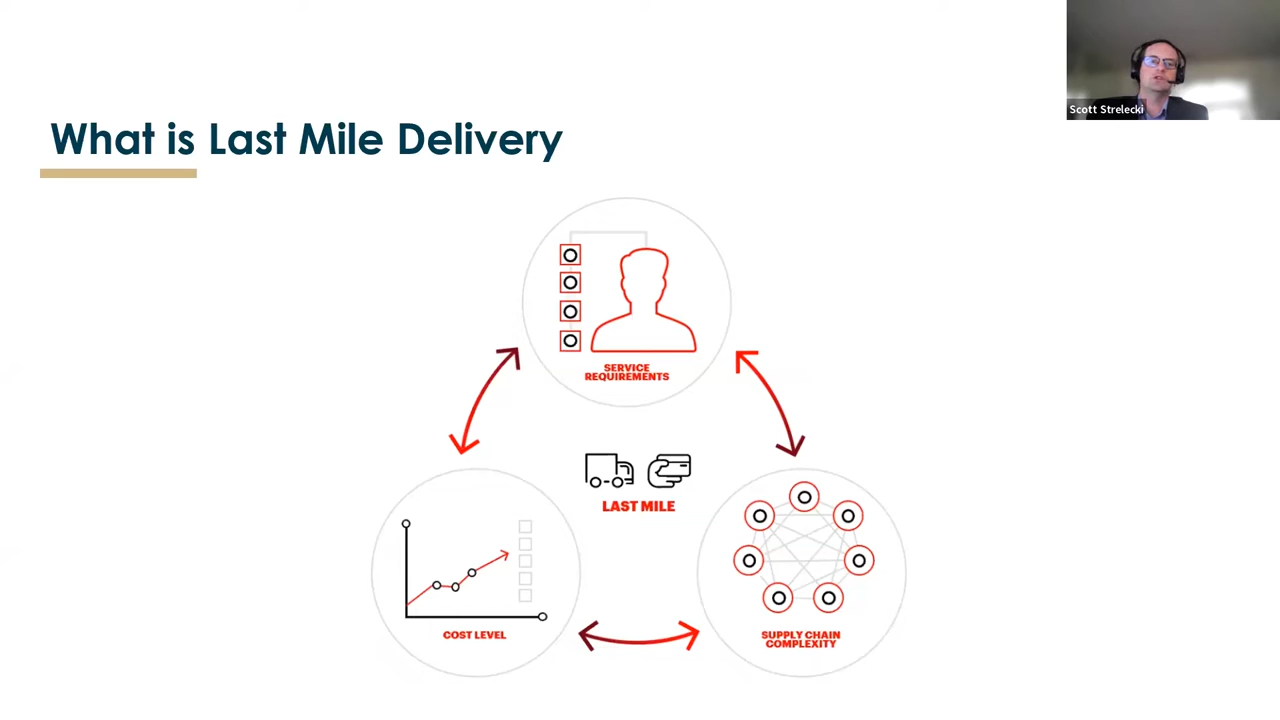 Scott Strelecki
What is Last Mile Delivery
SERVICE
REQUIREMENTS
LAST MILE
COST LEVEL
SUPPLY CHAIN
COMPLEXITY